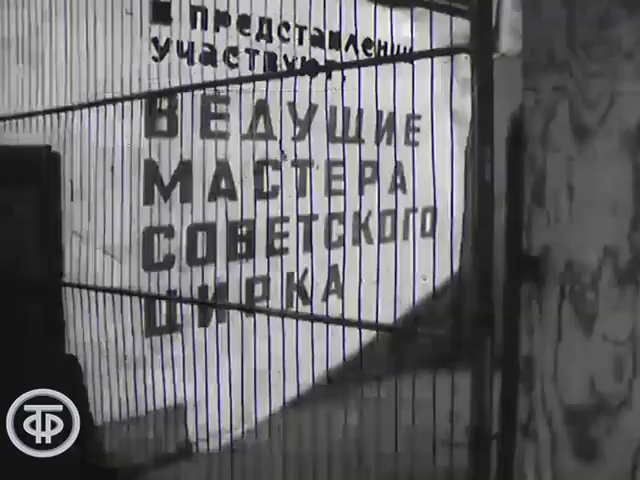 в представлении
участвуют
ВЕДУЩИЕ
МАСТЕРА
СОВЕТСКОГО
ЦИРКА